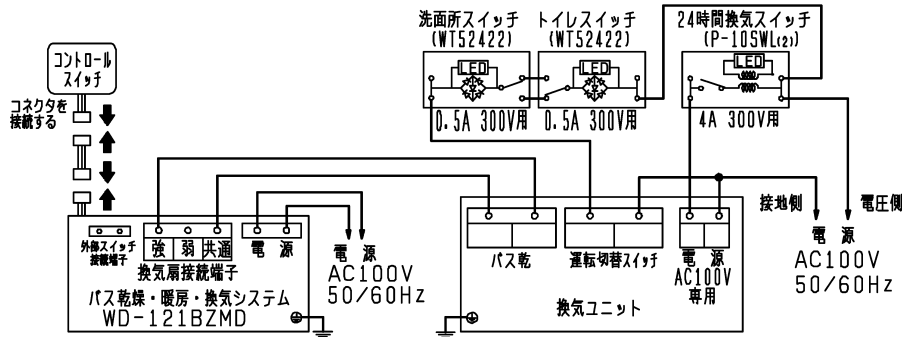 洗面所スイッチ
(WT52422)
トイレスイッチ
(WT52422)
24時間換気スイッチ
(P-10SWL(2))
コントロール
スイッチ
コネクタを
接続する
LED
LED
LED
0.5A 300V用
0.5A 300V用
4A 300V用
接地側
電圧側
外部スイッチ
接続端子
強
弱
共通
換気扇接続端子
電 源
電 源
AC100V
50/60Hz
バス乾燥・暖房・換気システム
WD-121BZMD
バス乾
運転切替スイッチ
電 源
AC100V
専用
換気ユニット
電 源
AC100V
50/60Hz